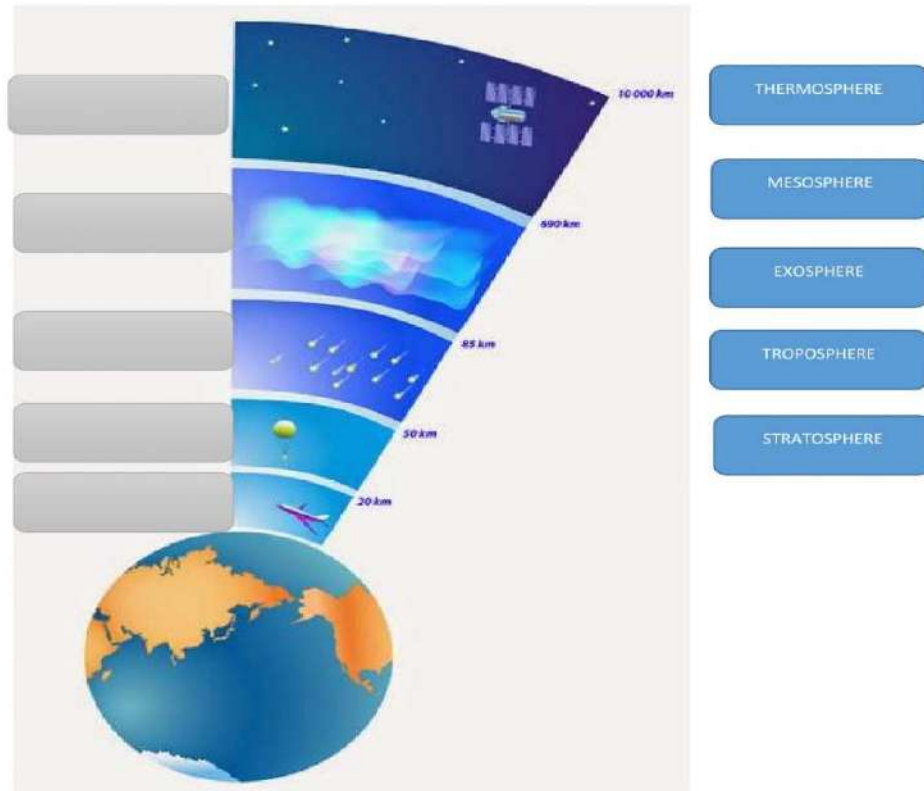 10 000 km
690 km
85 km
50 km
20 km
THERMOSPHERE
MESOSPHERE
EXOSPHERE
TROPOSPHERE
STRATOSPHERE